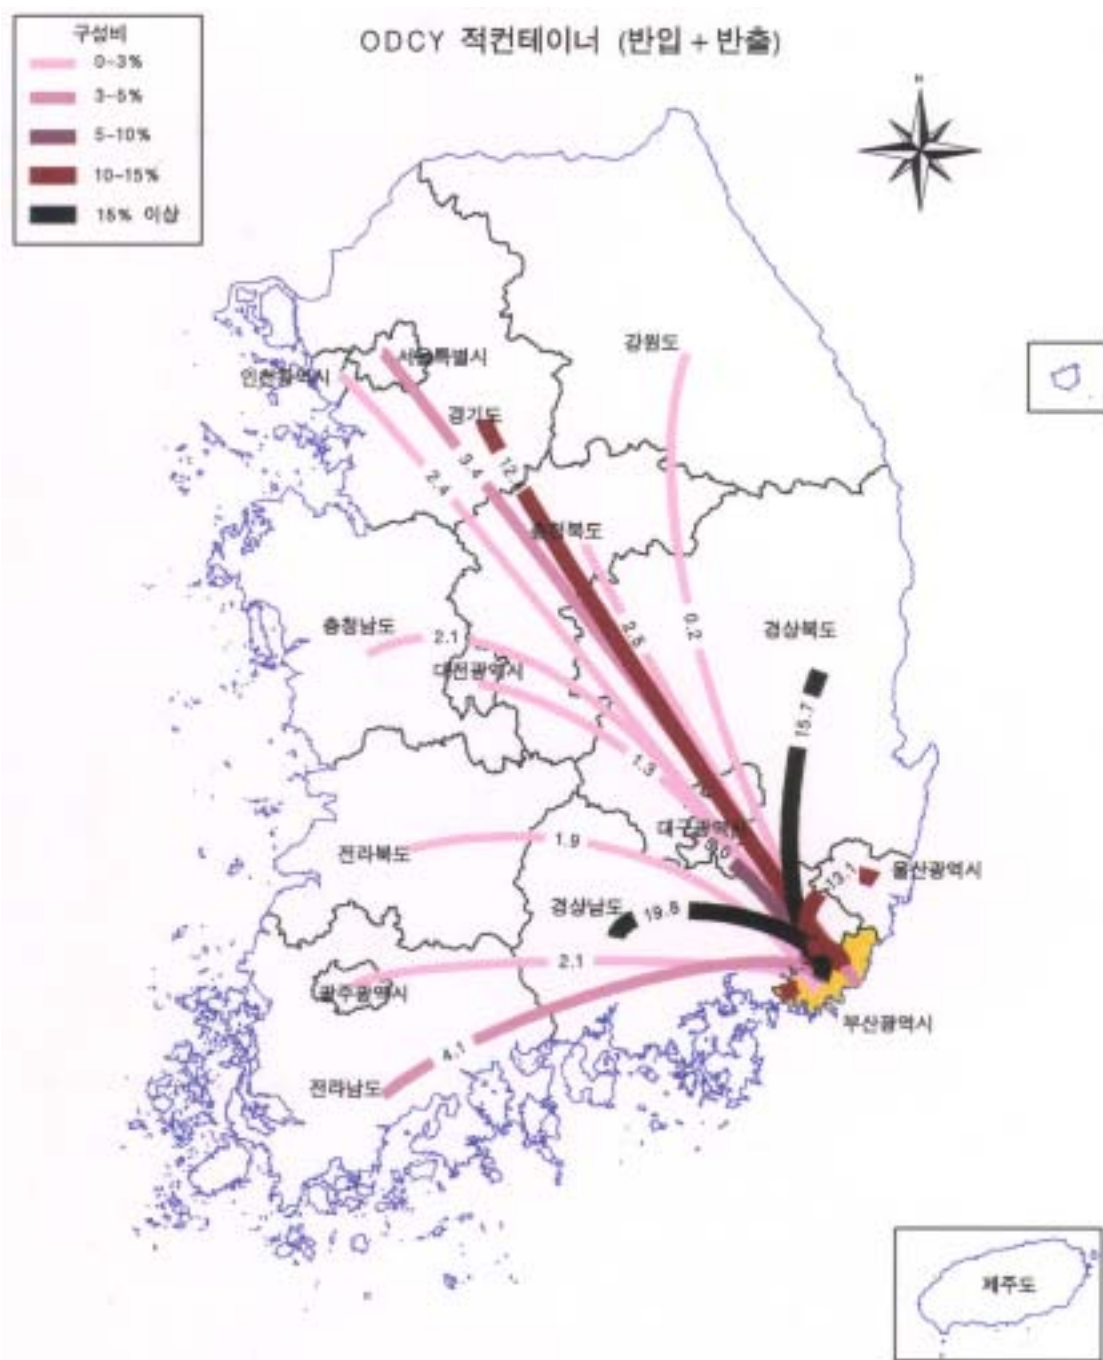 구성비
0-3%
3-5%
5-10%
10-15%
15% 이상
ODCY 적컨테이너 (반입 + 반출)
강원도
서울특별시
인천광역시
경기도
3.4
2.4
충청북도
2.5
0.2
충청남도
2.1
대전광역시
경상북도
15.7
1.3
대구광역시
전라북도
1.9
13.1
울산광역시
경상남도
19.8
2.1
광주광역시
부산광역시
4.1
전라남도
제주도